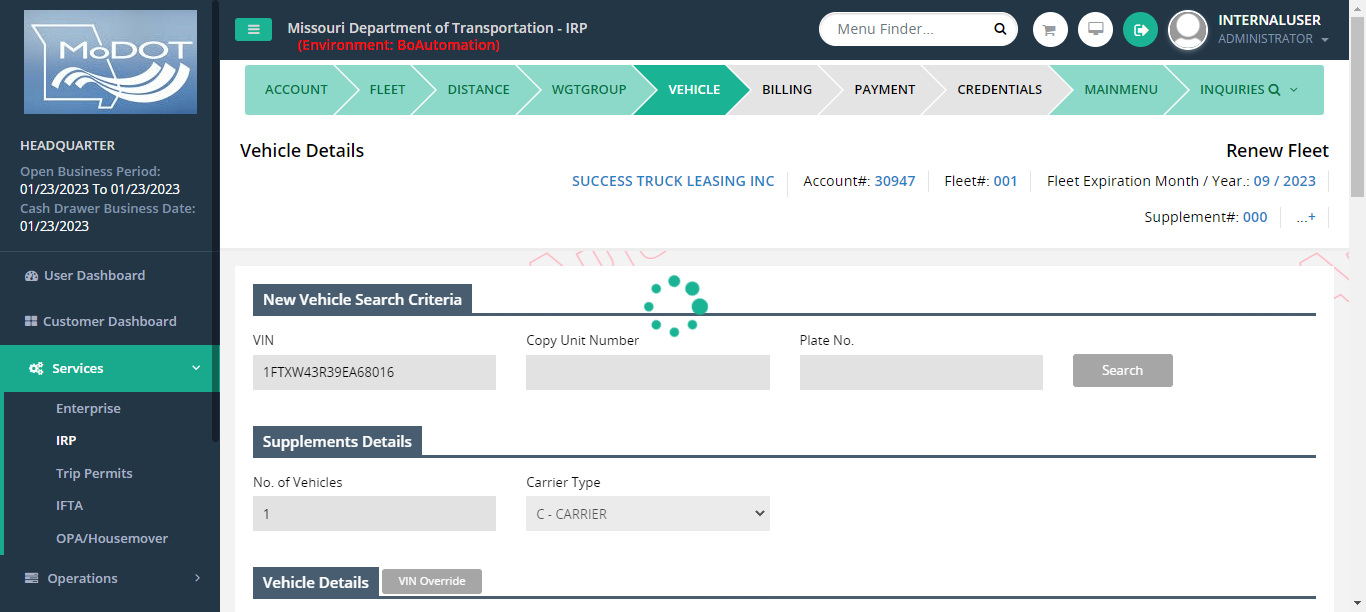 MoDOT
HEADQUARTER
Open Business Period:
01/23/2023 To 01/23/2023
Cash Drawer Business Date:
01/23/2023
User Dashboard
Customer Dashboard
Services
Enterprise
IRP
Trip Permits
IFTA
OPA/Housemover
Operations
Missouri Department of Transportation - IRP
(Environment: BoAutomation)
Menu Finder...
INTERNALUSER
ADMINISTRATOR
ACCOUNT FLEET DISTANCE WGTGROUP VEHICLE BILLING PAYMENT CREDENTIALS MAINMENU INQUIRIES
Vehicle Details Renew Fleet
SUCCESS TRUCK LEASING INC Account#: 30947 Fleet#: 001 Fleet Expiration Month / Year.: 09 / 2023
Supplement#: 000 ...+
New Vehicle Search Criteria
VIN Copy Unit Number Plate No.
1FTXW43R39EA68016 Search
Supplements Details
No. of Vehicles Carrier Type
1 C - CARRIER
Vehicle Details VIN Override